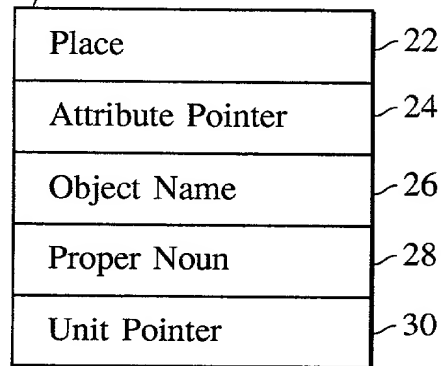 Place 22
Attribute Pointer 24
Object Name 26
Proper Noun 28
Unit Pointer 30